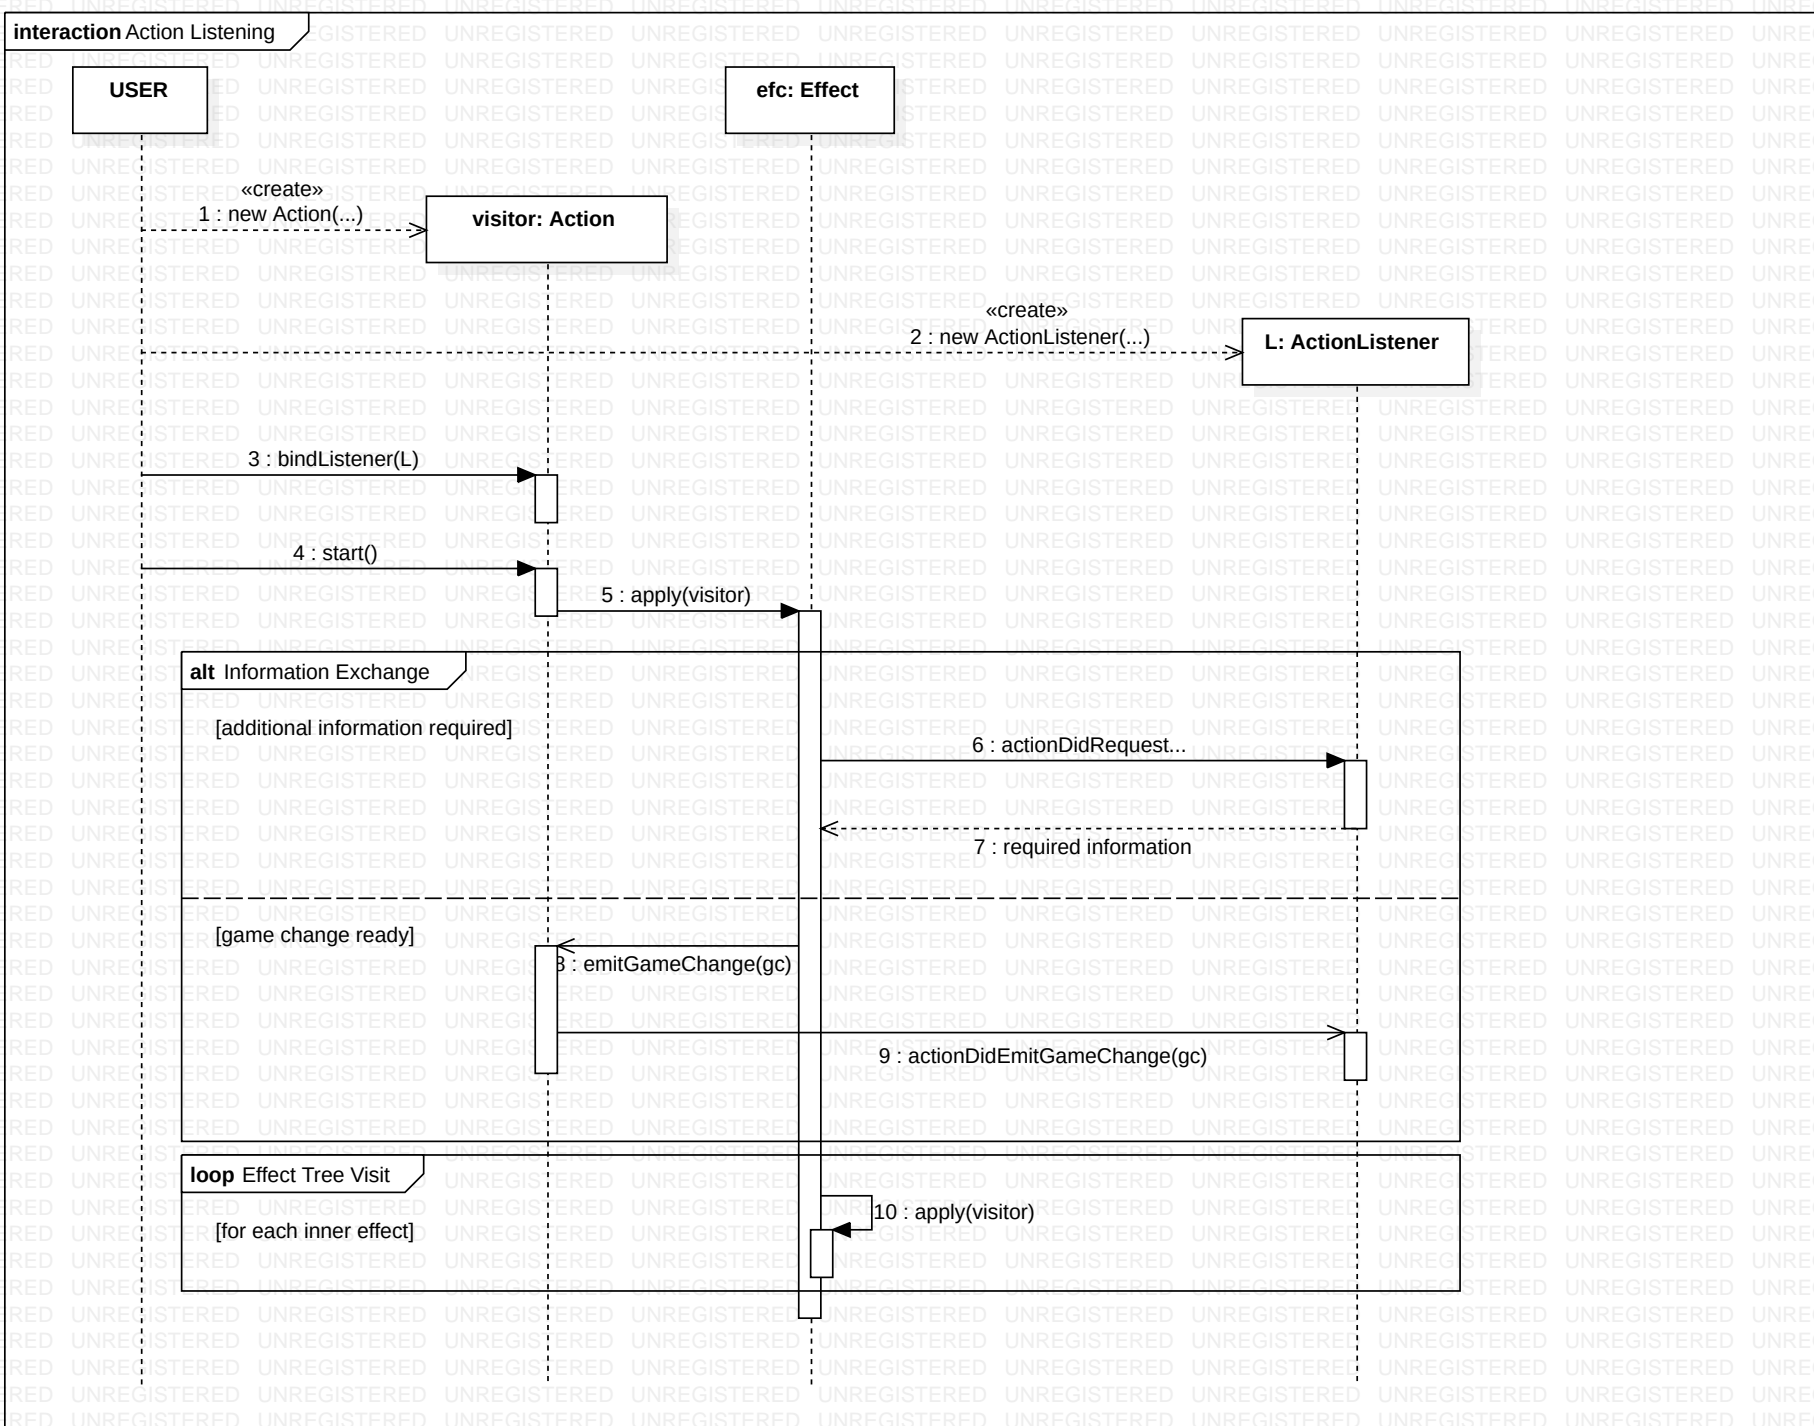 interaction Action Listening
USER
efc: Effect
«create»
1 : new Action(...)
visitor: Action
«create»
2 : new ActionListener(...)
L: ActionListener
3 : bindListener(L)
4 : start()
5 : apply(visitor)
alt Information Exchange
[additional information required]
6 : actionDidRequest...
7 : required information
[game change ready]
8 : emitGameChange(gc)
9 : actionDidEmitGameChange(gc)
loop Effect Tree Visit
10 : apply(visitor)
[for each inner effect]
UNREGISTERED